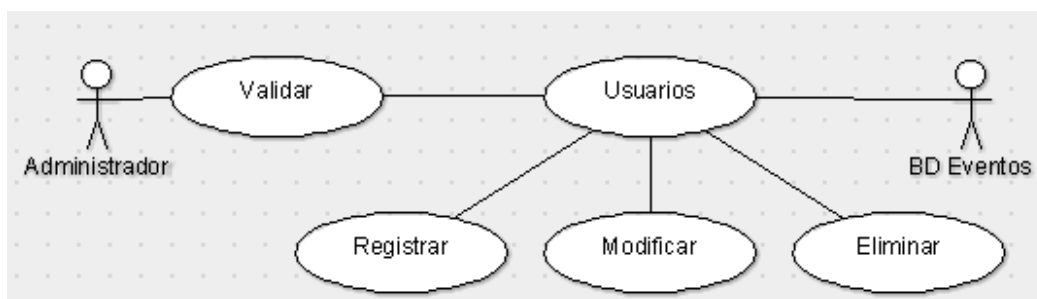 Validar
Usuarios
Administrador
BD Eventos
Registrar
Modificar
Eliminar